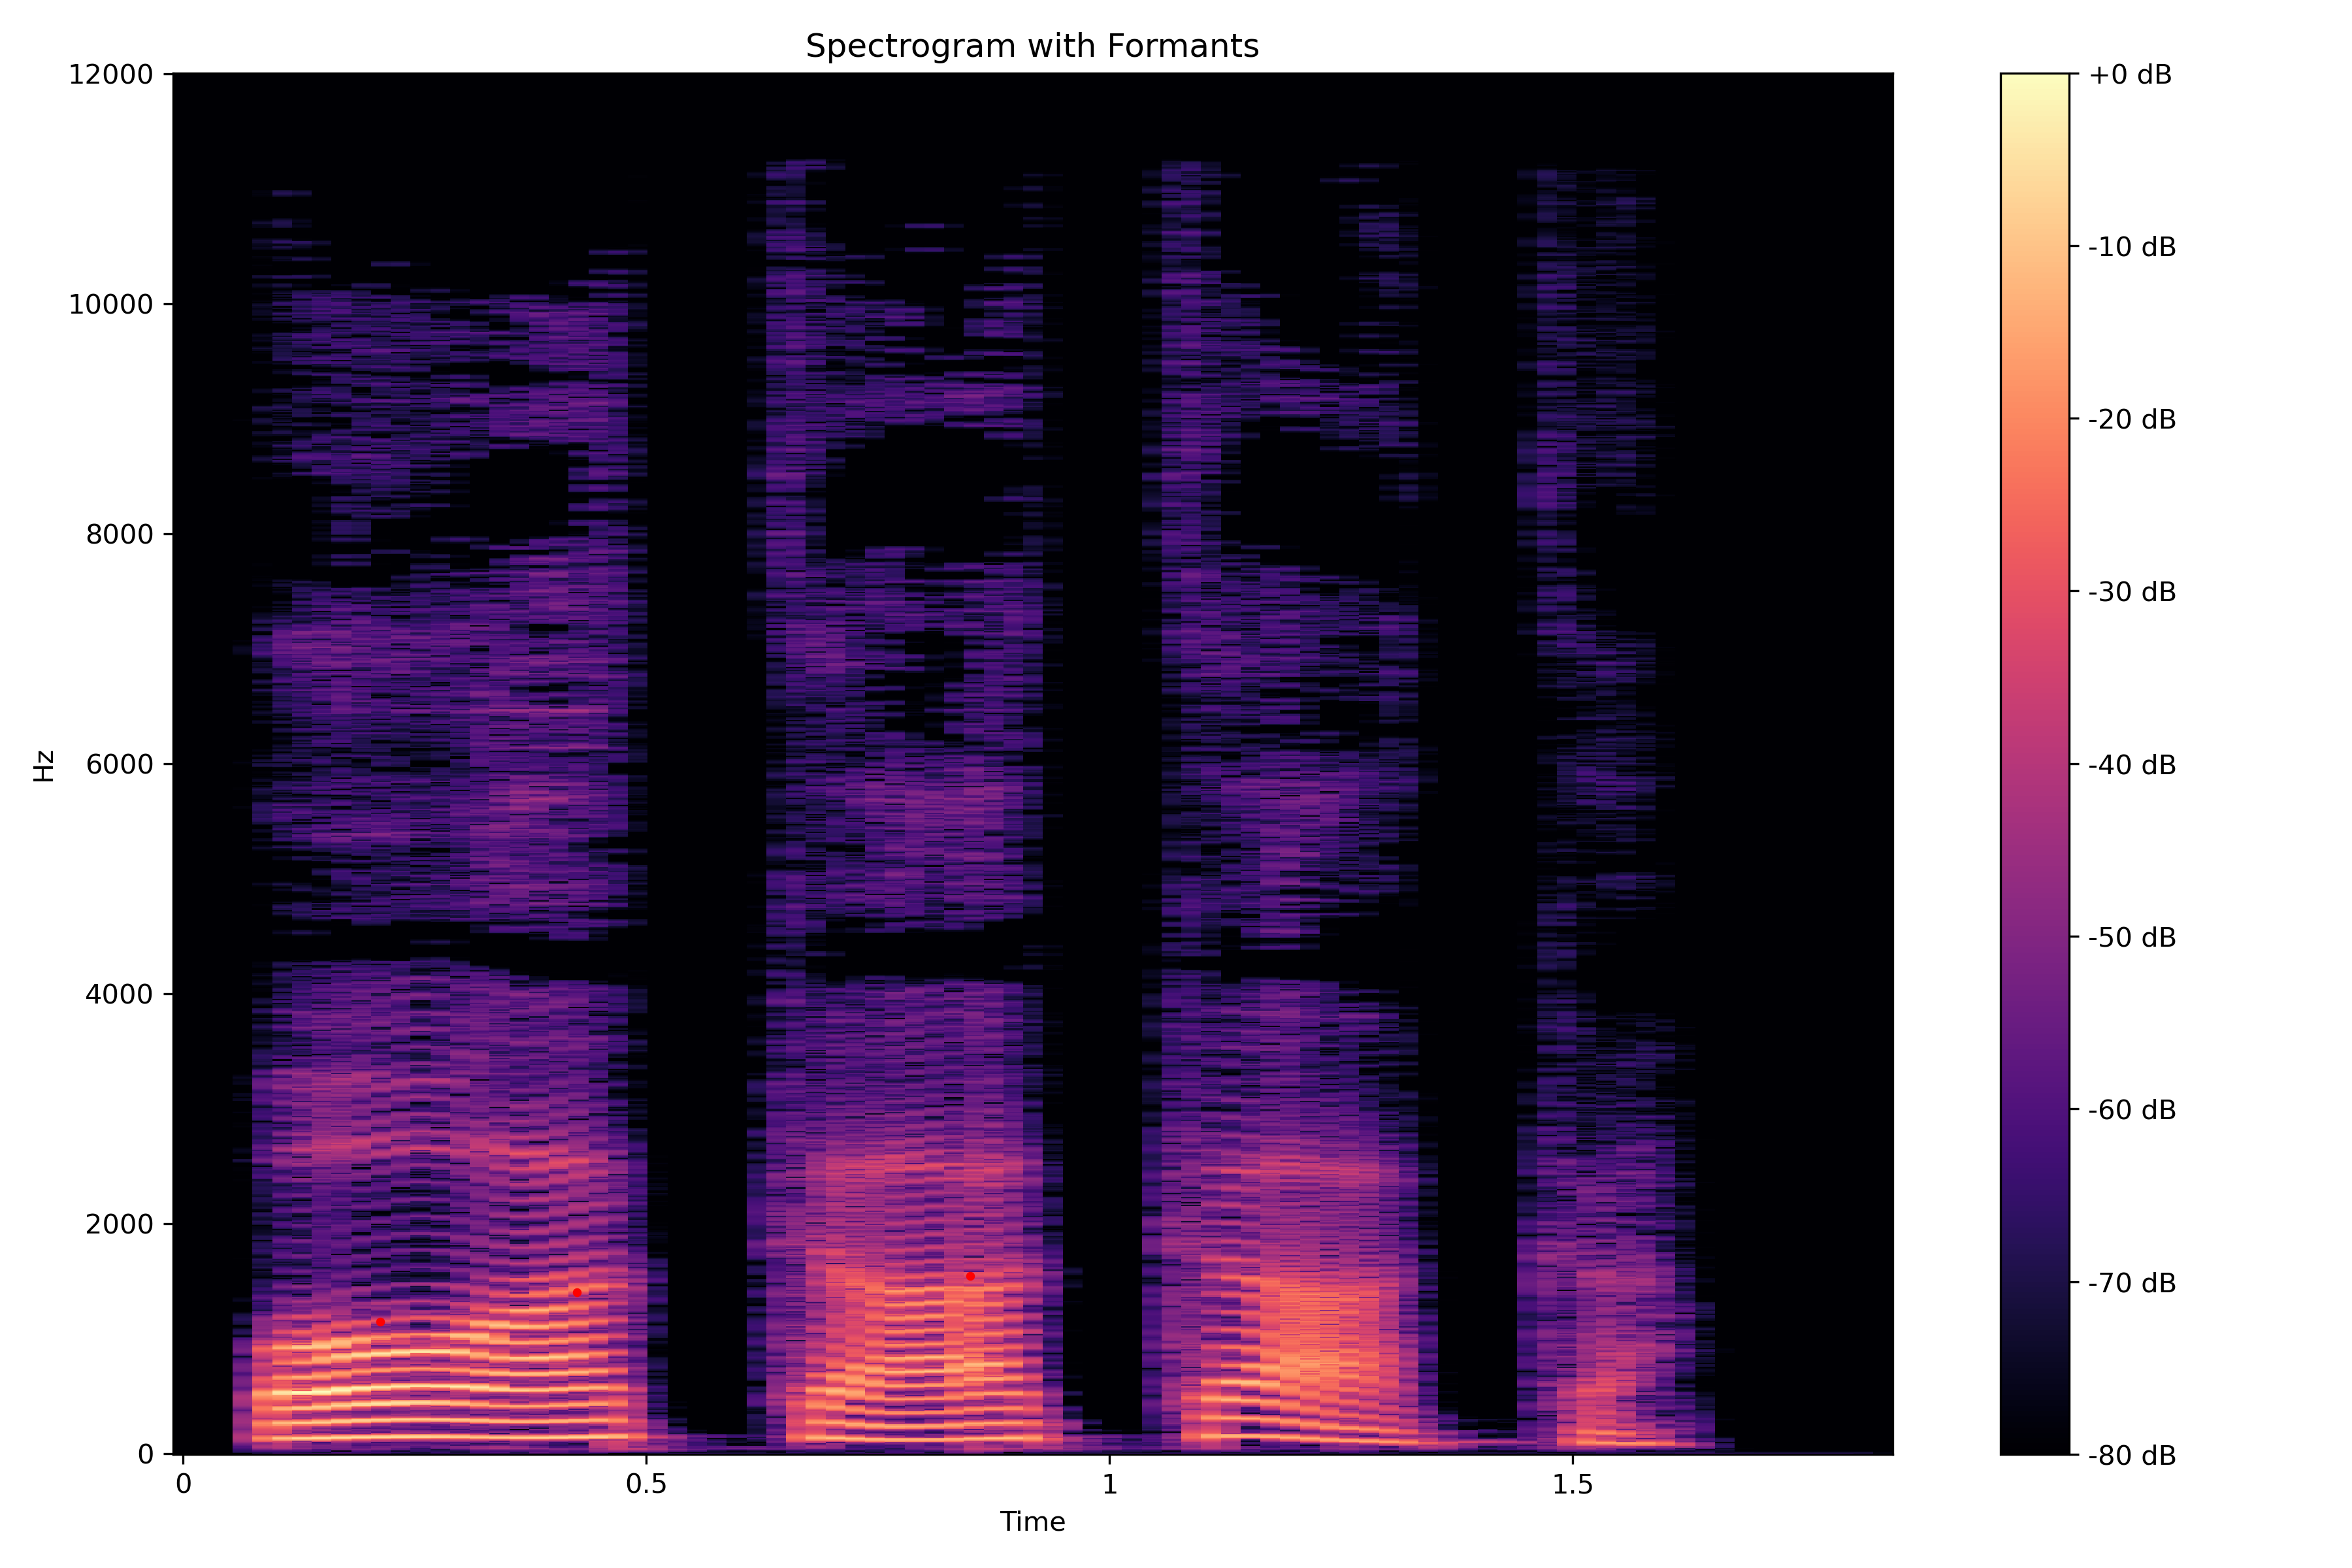 Spectrogram with Formants
12000
10000
8000
6000
4000
2000
0
Hz
0
0.5
1
1.5
Time
+0 dB
-10 dB
-20 dB
-30 dB
-40 dB
-50 dB
-60 dB
-70 dB
-80 dB